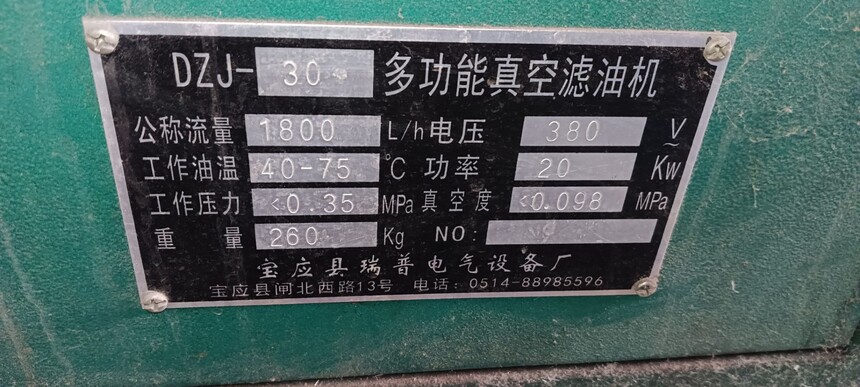 DZJ-30 多功能真空滤油机
公称流量 1800 L/h 电压 380 V~
工作油温 40-75 ℃ 功率 20 Kw
工作压力 <0.35 MPa 真空度 <0.098 MPa
重量 260 Kg NO:
宝应县瑞普电气设备厂
宝应县闸北西路13号 电话: 0514-88985596